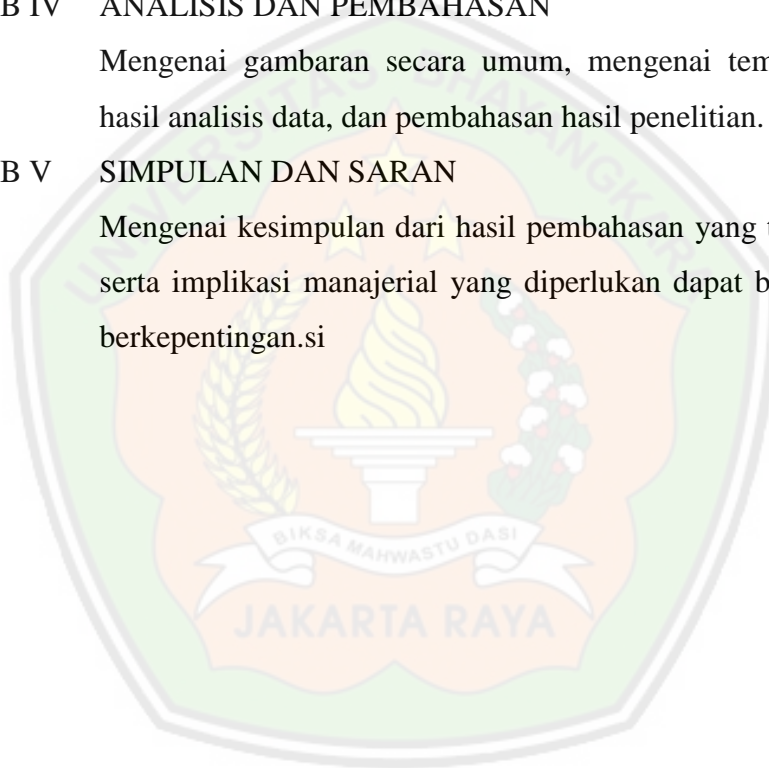 B IV ANALISIS DAN PEMBAHASAN
Mengenai gambaran secara umum, mengenai
hasil analisis data, dan pembahasan hasil penelitian.
B V SIMPULAN DAN SARAN
Mengenai kesimpulan dari hasil pembahasan yang
serta implikasi manajerial yang diperlukan dapat
berkepentingan.si
UNIVERSITAS BHAYANGKARA
BIKSA MAHWASTU DASI
JAKARTA RAYA